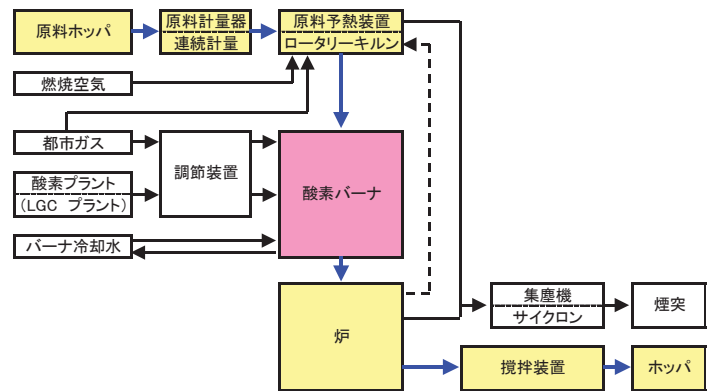 原料ホッパ
原料計量器
連続計量
原料予熱装置
ロータリーキルン
燃焼空気
都市ガス
酸素プラント
(LGC プラント)
調節装置
酸素バーナ
バーナ冷却水
炉
集塵機
サイクロン
煙突
撹拌装置
ホッパ